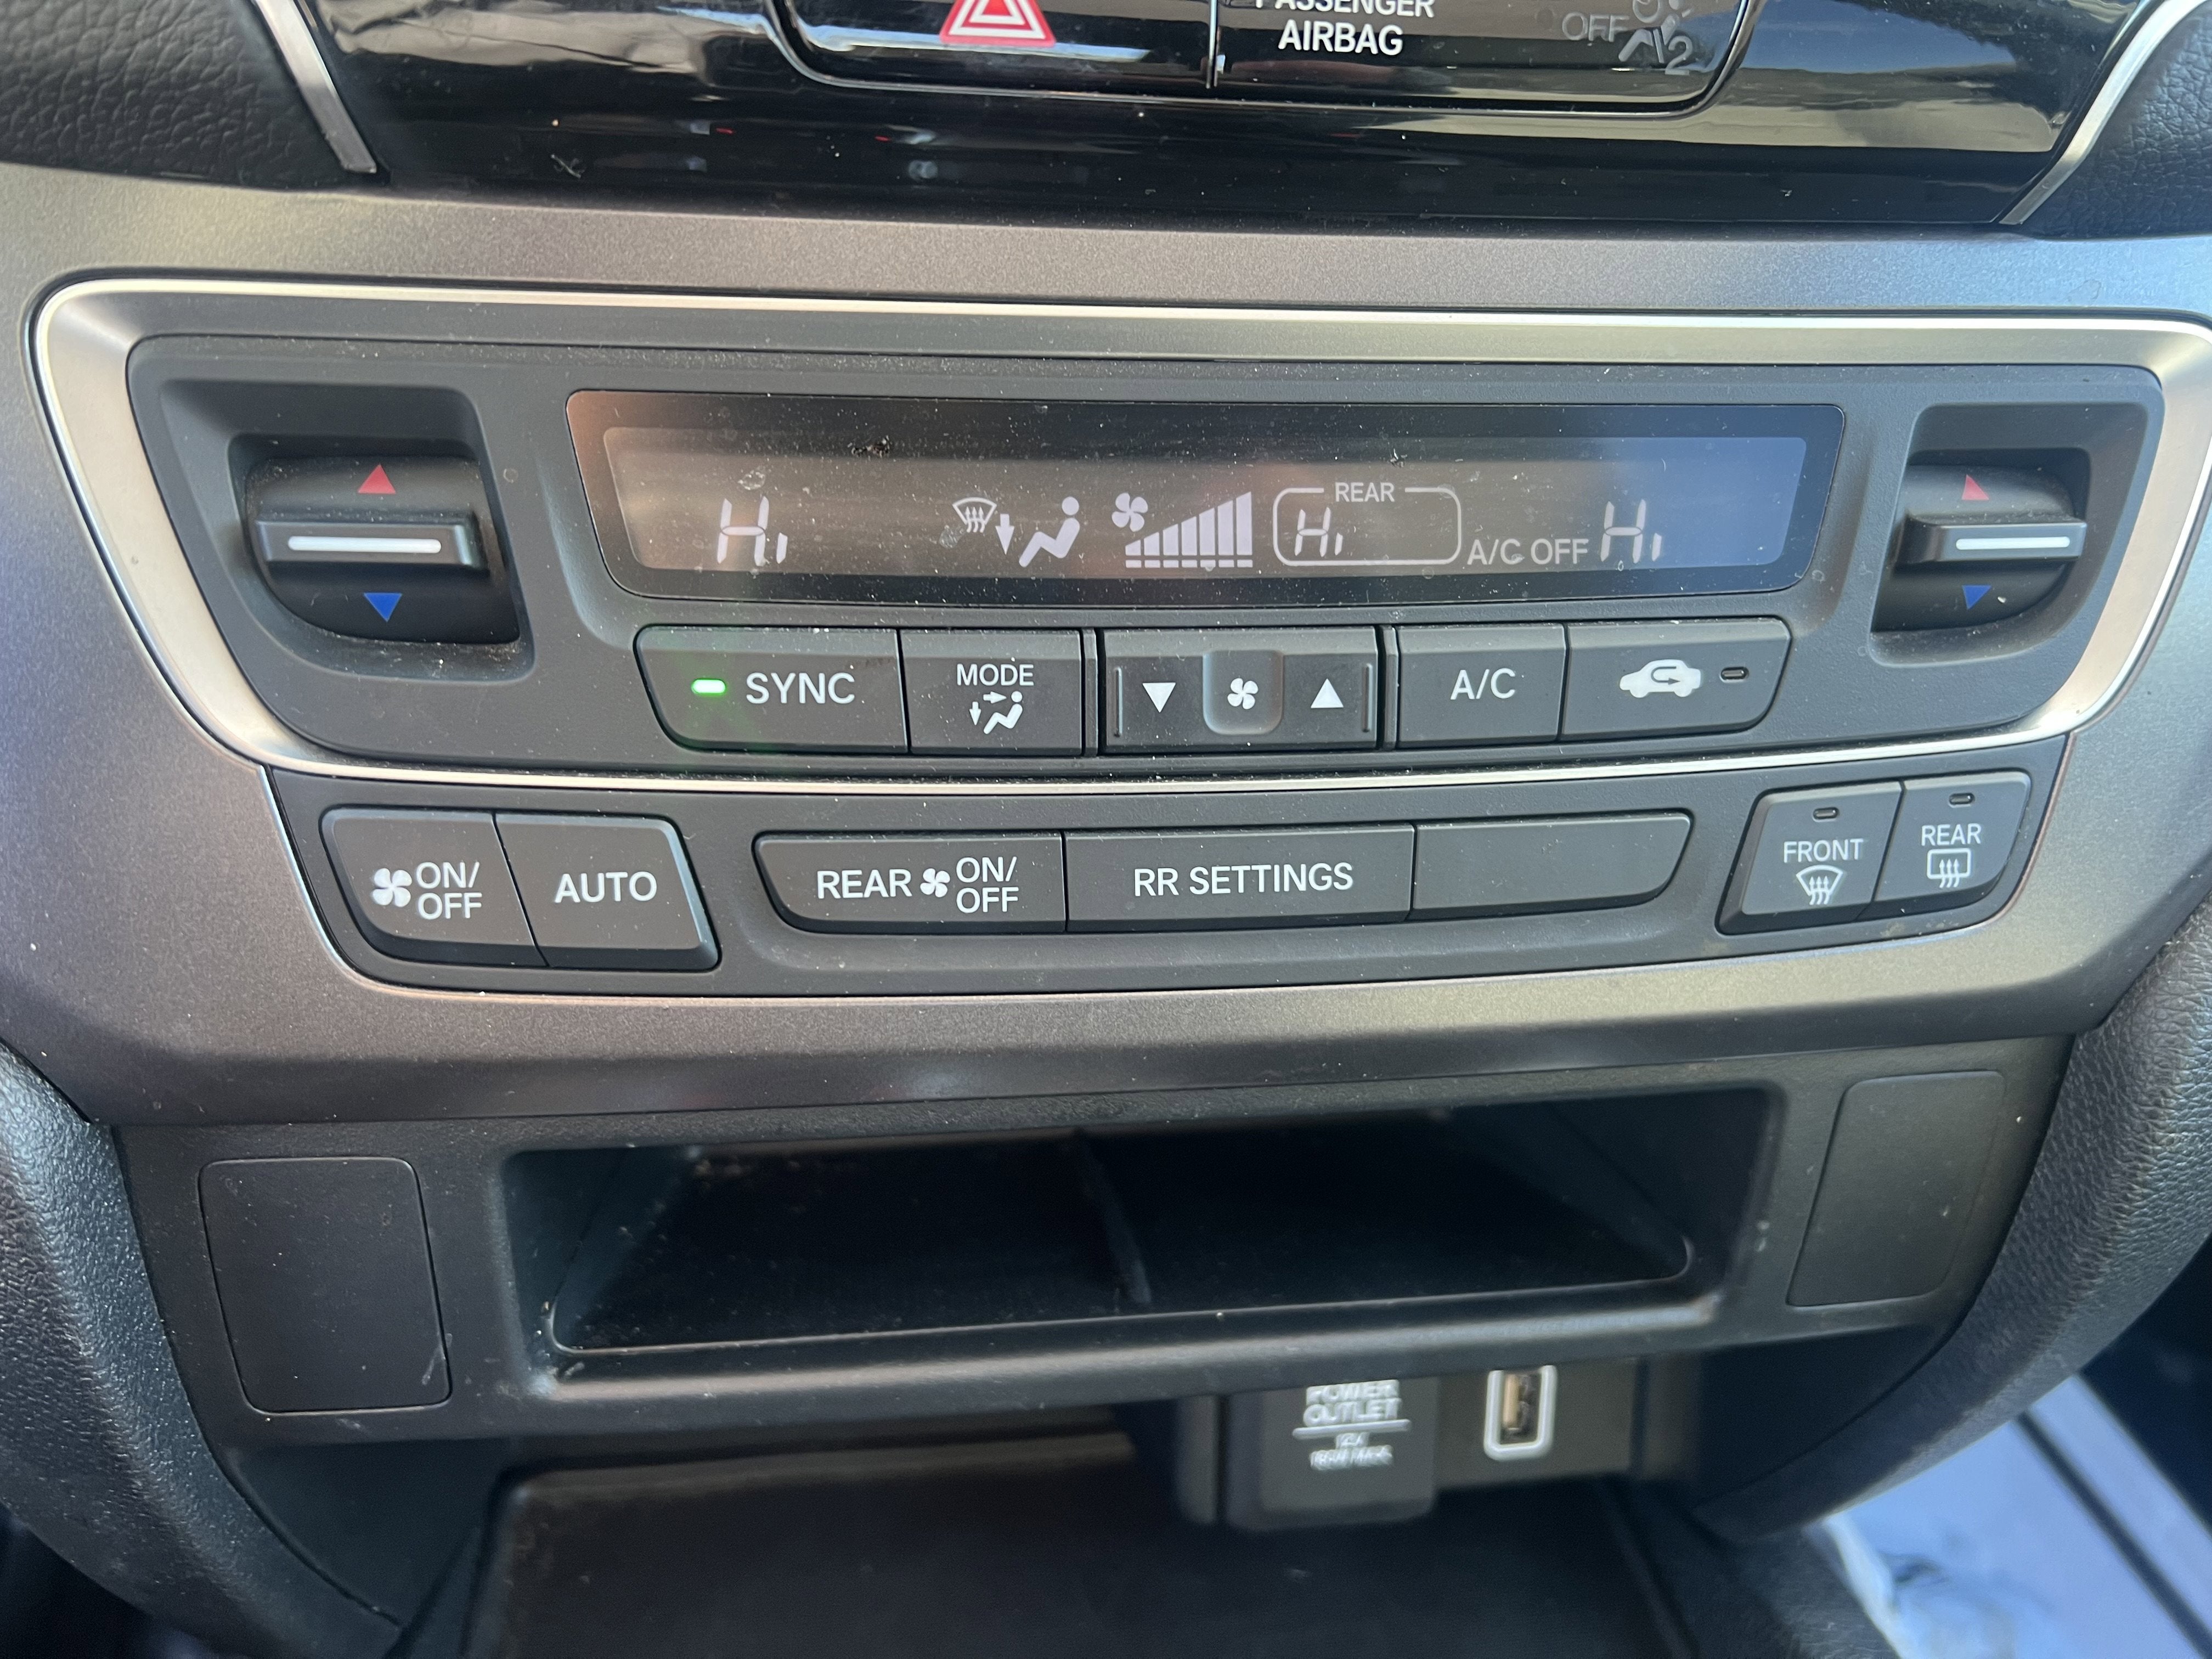 PASSENGER
AIRBAG
OFF
2
Hi
REAR
Hi
A/C OFF
Hi
SYNC
MODE
A/C
ON/
OFF
AUTO
REAR
ON/
OFF
RR SETTINGS
FRONT
REAR
POWER
OUTLET